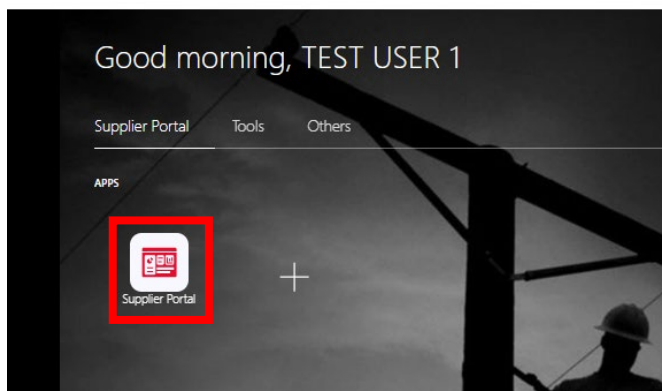 Good morning, TEST USER 1
Supplier Portal Tools Others
APPS
Supplier Portal